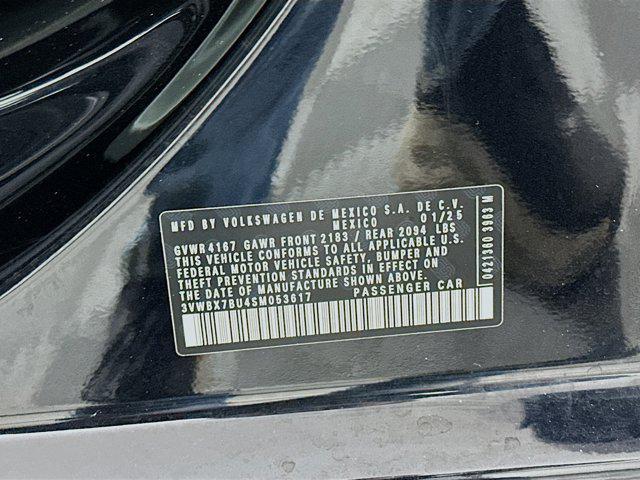 MFD BY VOLKSWAGEN DE MEXICO S.A. DE C.V.
MEXICO 01/25
GVWR 4167 GAWR FRONT 2183 / REAR 2094 LBS
THIS VEHICLE CONFORMS TO ALL APPLICABLE U.S.
FEDERAL MOTOR VEHICLE SAFETY, BUMPER AND
THEFT PREVENTION STANDARDS IN EFFECT ON
THE DATE OF MANUFACTURE SHOWN ABOVE.
3VWBX7BU4SM053617 PASSENGER CAR
0421360 3083 M